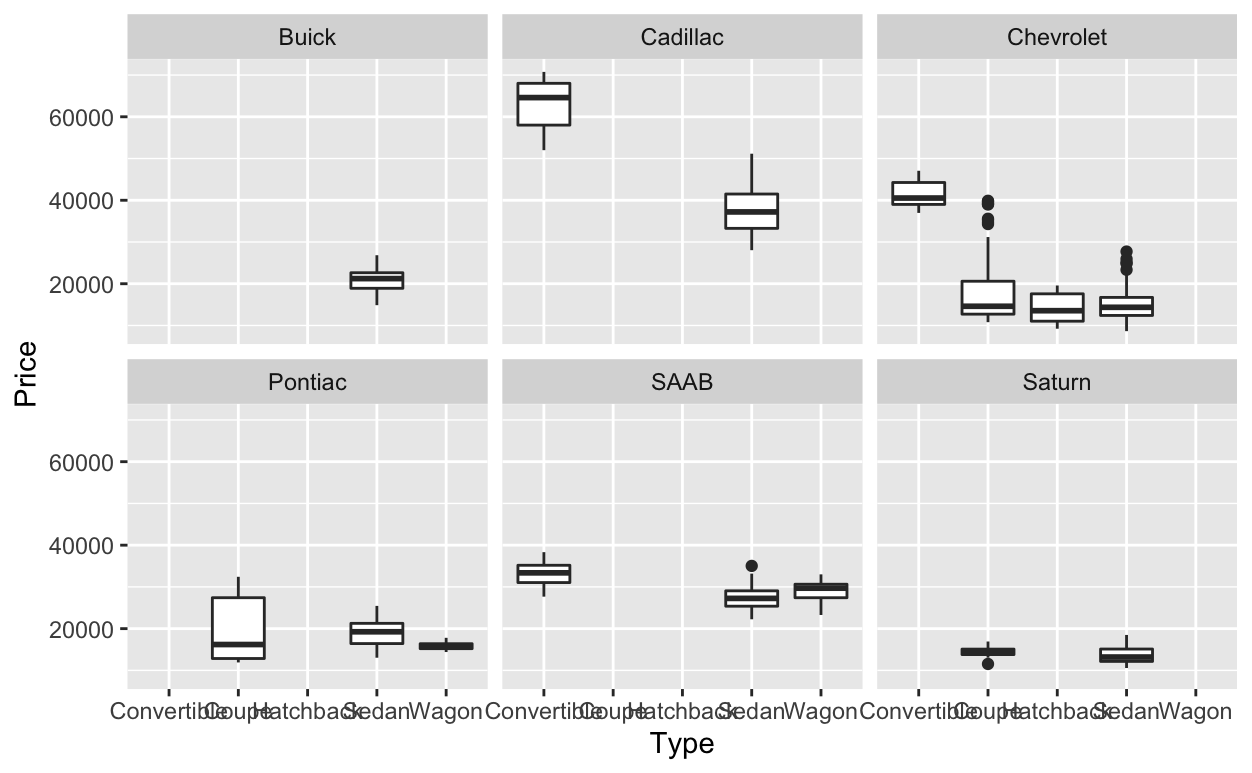 Buick Cadillac Chevrolet
60000
40000
20000
Price
Pontiac SAAB Saturn
60000
40000
20000
Convertible Coupe Hatchback Sedan Wagon Convertible Coupe Hatchback Sedan Wagon Convertible Coupe Hatchback Sedan Wagon
Type